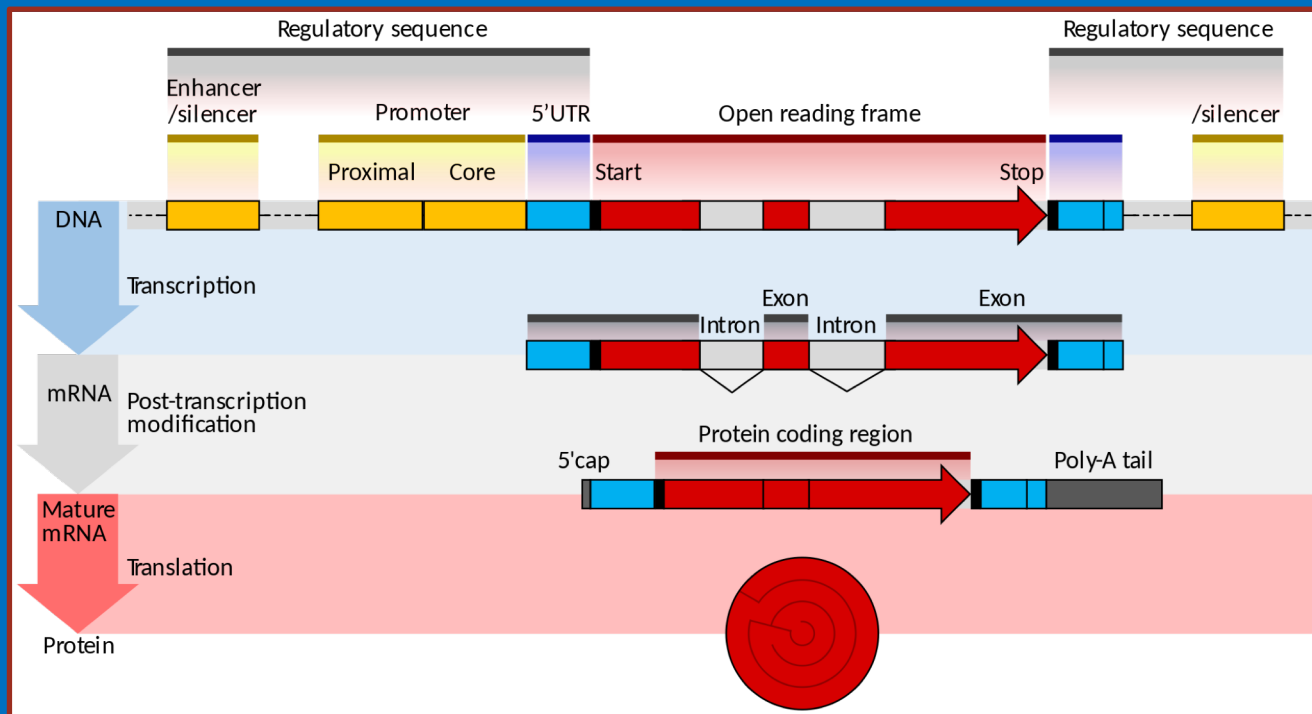 Regulatory sequence
Regulatory sequence
Enhancer
/silencer
Promoter
5’UTR
Open reading frame
/silencer
Proximal
Core
Start
Stop
DNA
Transcription
Exon
Exon
Intron
Intron
mRNA
Post-transcription
modification
Protein coding region
5'cap
Poly-A tail
Mature
mRNA
Translation
Protein